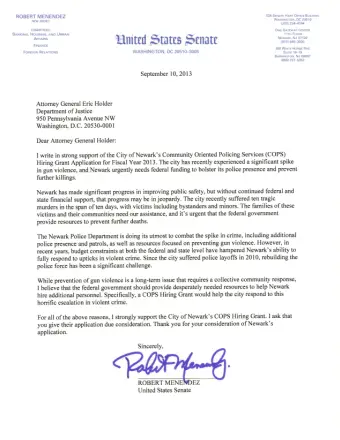 ROBERT MENENDEZ
NEW JERSEY
COMMITTEES:
BANKING, HOUSING, AND URBAN
AFFAIRS
FINANCE
FOREIGN RELATIONS
United States Senate
WASHINGTON, DC 20510-3005
September 10, 2013
Attorney General Eric Holder
Department of Justice
950 Pennsylvania Avenue NW
Washington, D.C. 20530-0001
Dear Attorney General Holder:
I write in strong support of the City of Newark's Community Oriented Policing Services (COPS)
Hiring Grant Application for Fiscal Year 2013. The city has recently experienced a significant spike
in gun violence, and Newark urgently needs federal funding to bolster its police presence and prevent
further killings.
Newark has made significant progress in improving public safety, but without continued federal and
state financial support, that progress may be in jeopardy. The city recently suffered ten tragic
murders in the span of ten days, with victims including bystanders and minors. The families of these
victims and their communities need our assistance, and it's urgent that the federal government
provide resources to prevent further deaths.
The Newark Police Department is doing its utmost to combat the spike in crime, including additional
police presence and patrols, as well as resources focused on preventing gun violence. However, in
recent years, budget constraints at both the federal and state level have hampered Newark's ability to
fully respond to upticks in violent crime. Since the city suffered police layoffs in 2010, rebuilding the
police force has been a significant challenge.
While prevention of gun violence is a long-term issue that requires a collective community response,
I believe that the federal government should provide desperately needed resources to help Newark
hire additional personnel. Specifically, a COPS Hiring Grant would help the city respond to this
horrific escalation in violent crime.
For all of the above reasons, I strongly support the City of Newark's COPS Hiring Grant. I ask that
you give their application due consideration. Thank you for your consideration of Newark's
application.
Sincerely,
Robert Menendez
ROBERT MENENDEZ
United States Senate